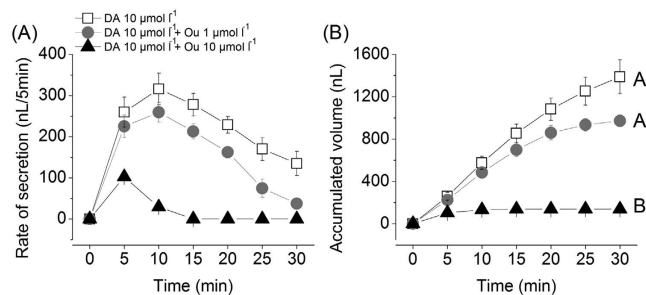 (A)
DA 10 μmol l⁻¹
DA 10 μmol l⁻¹ + Ou 1 μmol l⁻¹
DA 10 μmol l⁻¹ + Ou 10 μmol l⁻¹
Rate of secretion (nL/5min)
400
300
200
100
0
0 5 10 15 20 25 30
Time (min)
(B)
Accumulated volume (nL)
1600
1200
800
400
0
A
A
B
0 5 10 15 20 25 30
Time (min)